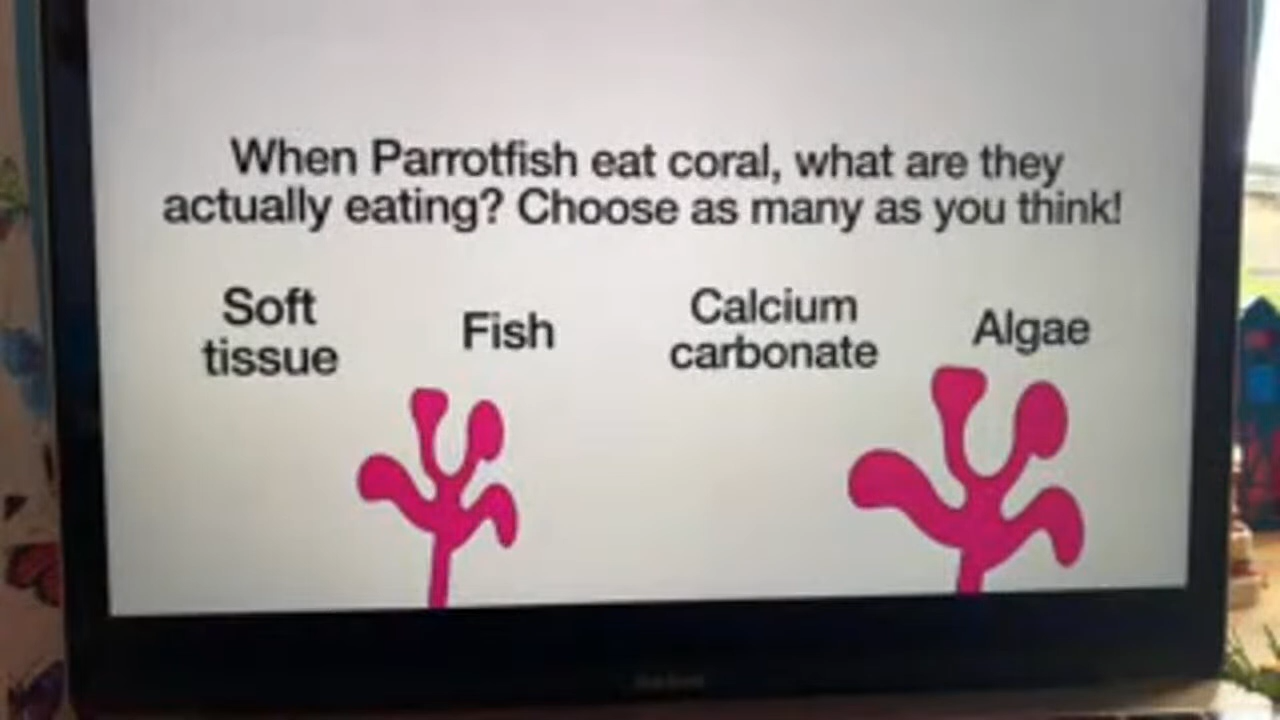 When Parrotfish eat coral, what are they
actually eating? Choose as many as you think!
Soft
tissue
Fish
Calcium
carbonate
Algae